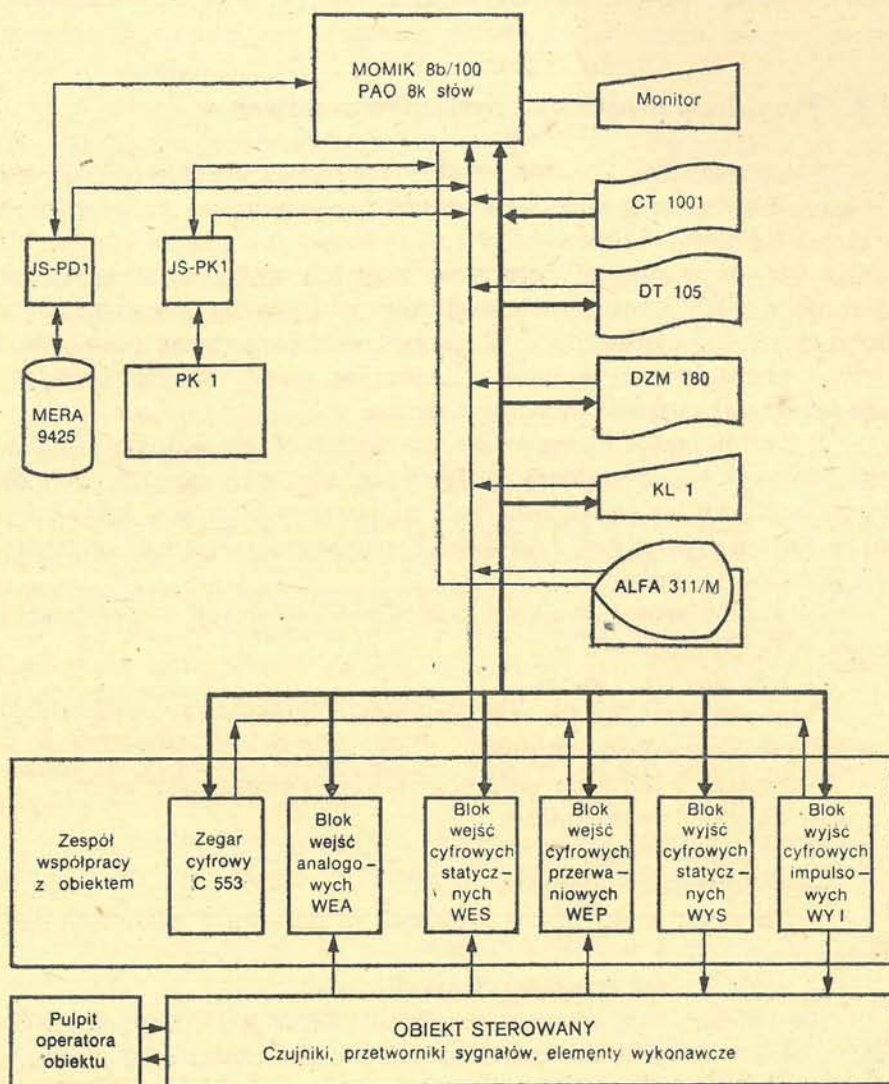 MOMIK 8b/100
PAO 8k słów
Monitor
CT 1001
JS-PD1
JS-PK1
DT 105
MERA
9425
PK 1
DZM 180
KL 1
ALFA 311/M
Zespół
współpracy
z obiektem
Zegar
cyfrowy
C 553
Blok
wejść
analogo-
wych
WEA
Blok
wejść
cyfrowych
statycz-
nych
WES
Blok
wejść
cyfrowych
przerwa-
niowych
WEP
Blok
wyjść
cyfrowych
statycz-
nych
WYS
Blok
wyjść
cyfrowych
impulso-
wych
WYI
Pulpit
operatora
obiektu
OBIEKT STEROWANY
Czujniki, przetworniki sygnałów, elementy wykonawcze